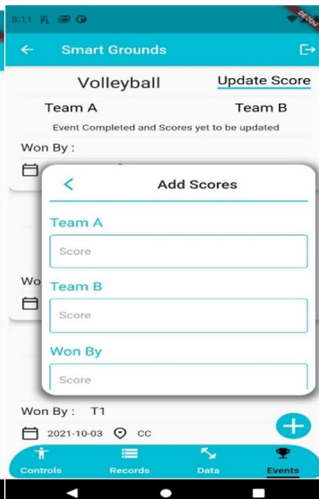 8:11
Smart Grounds
Volleyball Update Score
Team A Team B
Event Completed and Scores yet to be updated
Won By :
Add Scores
Team A
Score
Wo
Team B
Score
Won By
Score
Won By : T1
2021-10-03 CC
Controls Records Data Events